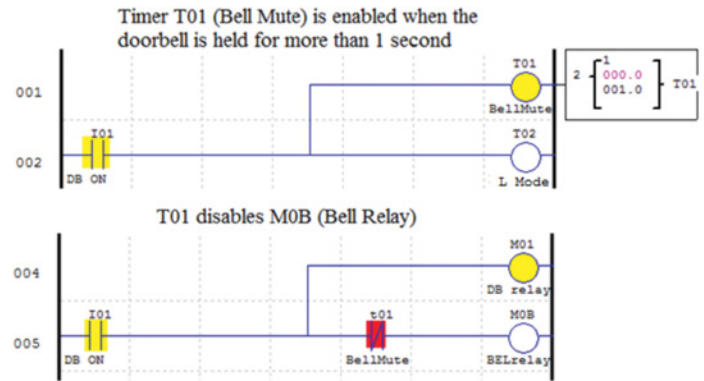 Timer T01 (Bell Mute) is enabled when the
doorbell is held for more than 1 second
T01
1
2 000.0 T01
001.0
001
BellMute
I01
T02
002
DB ON
L Mode
T01 disables M0B (Bell Relay)
M01
004
DB relay
I01
t01
M0B
005
DB ON
BellMute
BELrelay